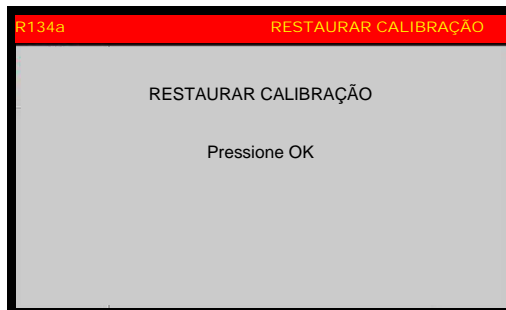 R134a RESTAURAR CALIBRAÇÃO
RESTAURAR CALIBRAÇÃO
Pressione OK